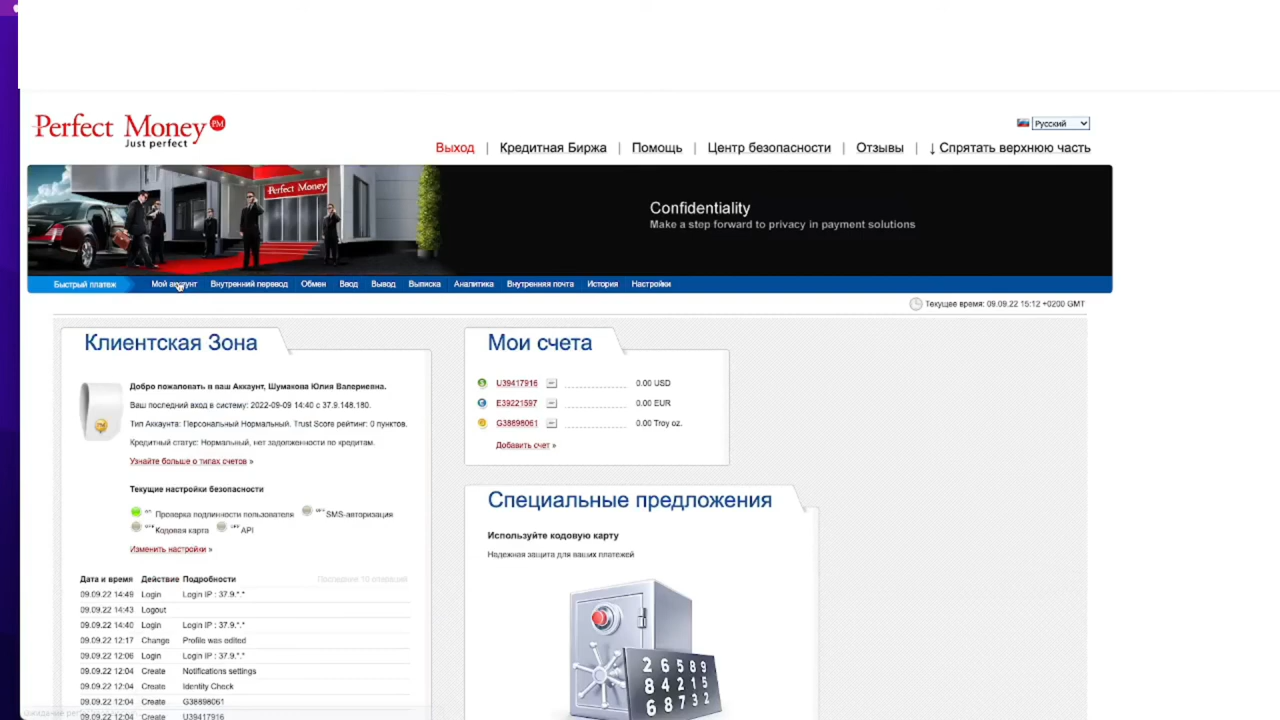 Perfect Money PM
Just perfect
Русский
Выход | Кредитная Биржа | Помощь | Центр безопасности | Отзывы | ↓ Спрятать верхнюю часть
Perfect Money
Confidentiality
Make a step forward to privacy in payment solutions
Быстрый платеж Мой аккаунт Внутренний перевод Обмен Ввод Вывод Выписка Аналитика Внутренняя почта История Настройки
Текущее время: 09.09.22 15:12 +0200 GMT
Клиентская Зона
Добро пожаловать в ваш Аккаунт, Шумакова Юлия Валериевна.
Ваш последний вход в систему: 2022-09-09 14:40 с 37.9.148.180.
Тип Аккаунта: Персональный Нормальный. Trust Score рейтинг: 0 пунктов.
Кредитный статус: Нормальный, нет задолженности по кредитам.
Узнайте больше о типах счетов »
Текущие настройки безопасности
Проверка подлинности пользователя SMS-авторизация
Кодовая карта API
Изменить настройки »
Дата и время Действие Подробности Последние 10 операций
09.09.22 14:49 Login Login IP : 37.9.*.*
09.09.22 14:43 Logout
09.09.22 14:40 Login Login IP : 37.9.*.*
09.09.22 12:17 Change Profile was edited
09.09.22 12:06 Login Login IP : 37.9.*.*
09.09.22 12:04 Create Notifications settings
09.09.22 12:04 Create Identity Check
09.09.22 12:04 Create G38898061
09.09.22 12:04 Create U39417916
Мои счета
U39417916 0.00 USD
E39221597 0.00 EUR
G38898061 0.00 Troy oz.
Добавить счет »
Специальные предложения
Используйте кодовую карту
Надежная защита для ваших платежей
2 6 5 8 9
8 4 2 1 5
6 8 7 3 2